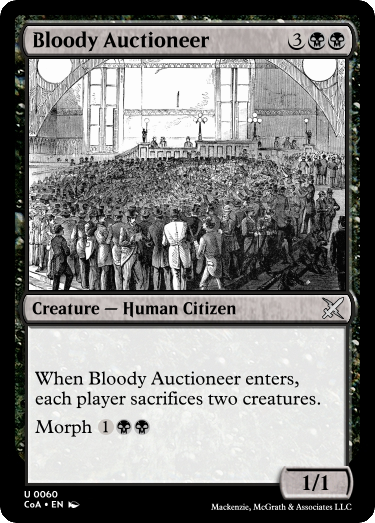 Bloody Auctioneer 3
Creature — Human Citizen
When Bloody Auctioneer enters,
each player sacrifices two creatures.
Morph 1
1/1
U 0060
CoA • EN
Mackenzie, McGrath & Associates LLC